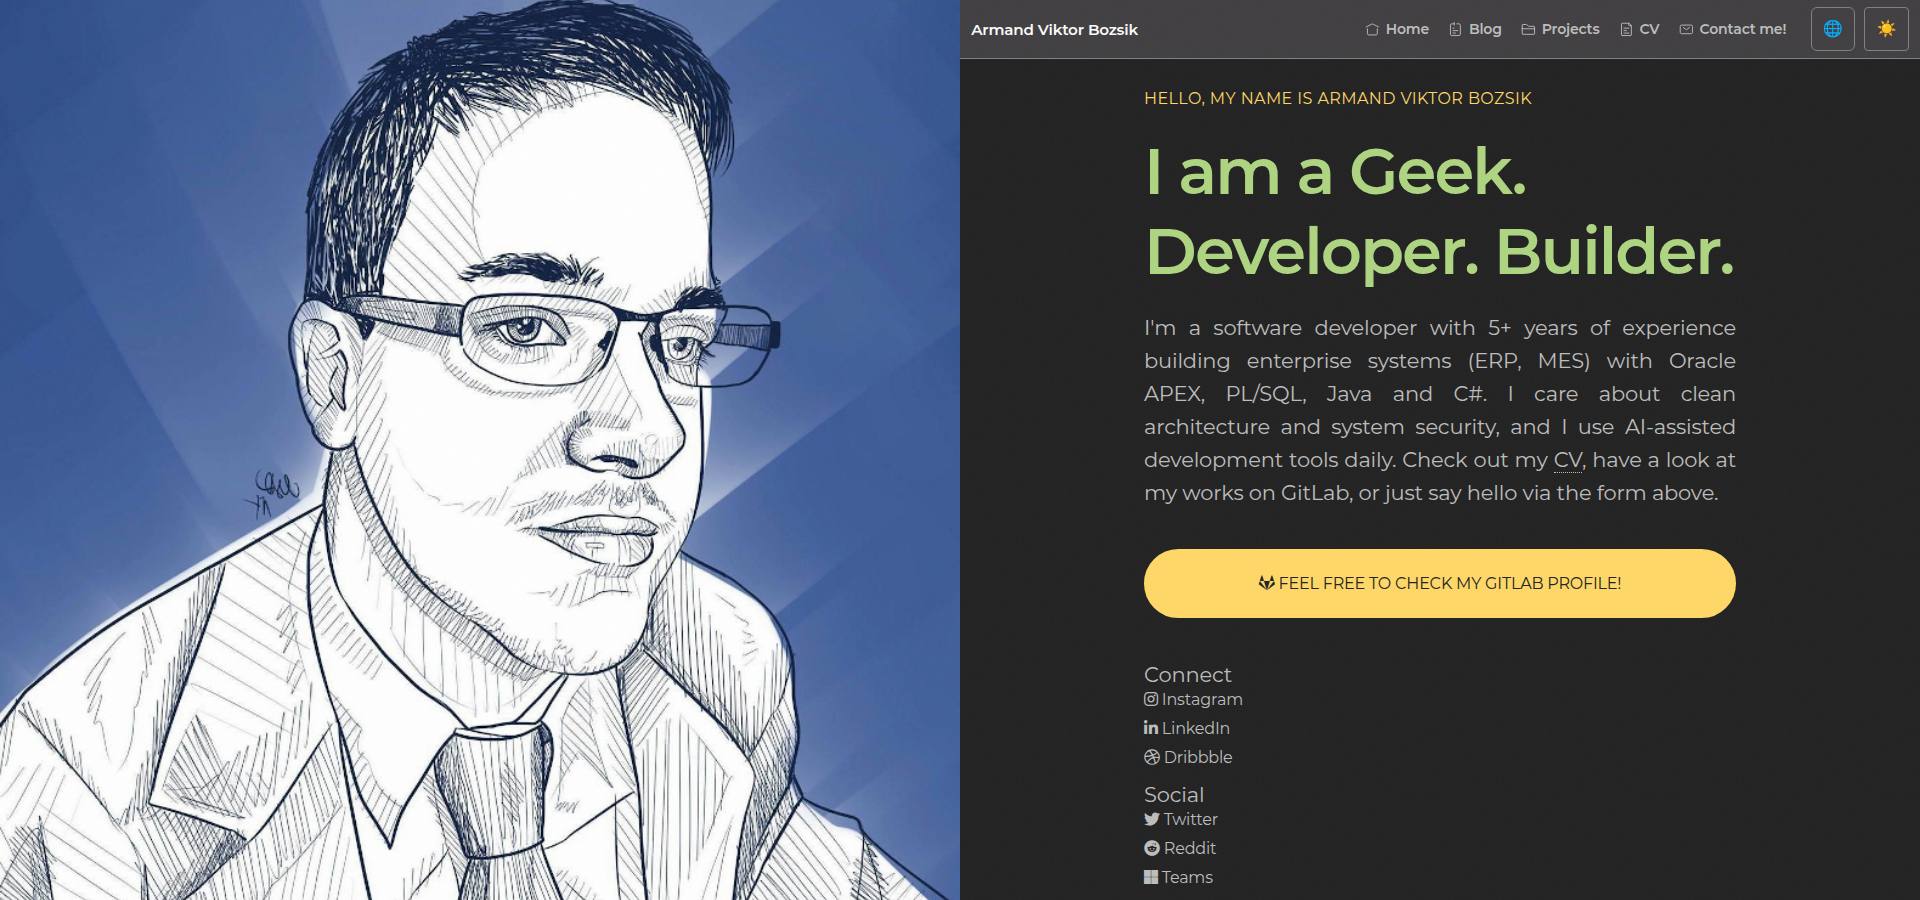 Armand Viktor Bozsik
Home
Blog
Projects
CV
Contact me!
HELLO, MY NAME IS ARMAND VIKTOR BOZSIK
I am a Geek.
Developer. Builder.
I'm a software developer with 5+ years of experience
building enterprise systems (ERP, MES) with Oracle
APEX, PL/SQL, Java and C#. I care about clean
architecture and system security, and I use AI-assisted
development tools daily. Check out my CV, have a look at
my works on GitLab, or just say hello via the form above.
FEEL FREE TO CHECK MY GITLAB PROFILE!
Connect
Instagram
LinkedIn
Dribbble
Social
Twitter
Reddit
Teams